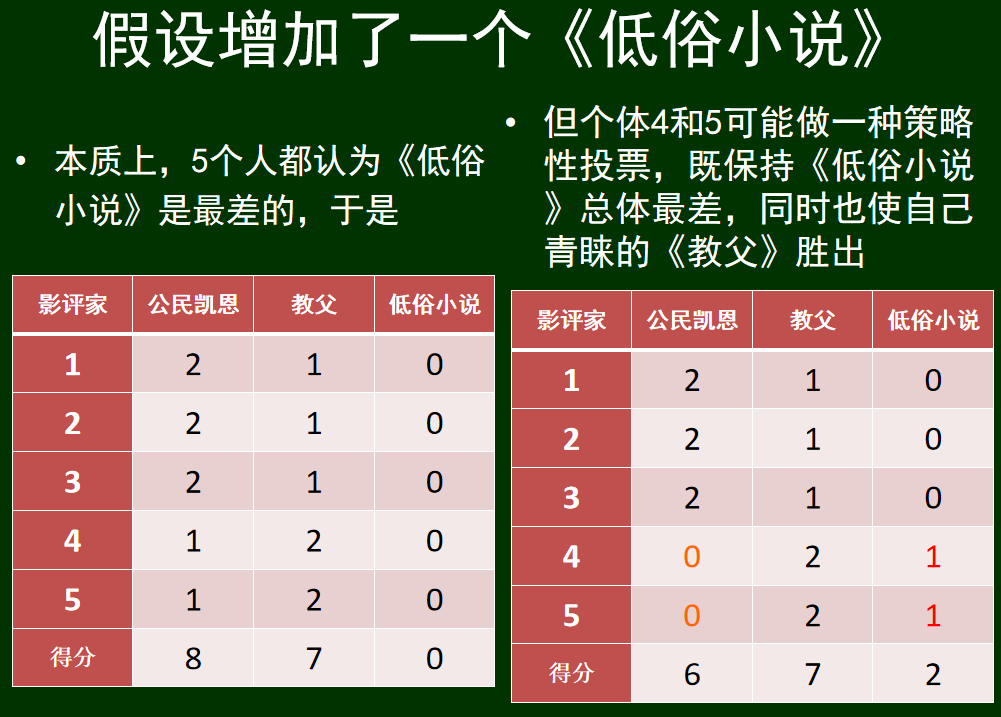 假设增加了一个《低俗小说》
• 本质上，5个人都认为《低俗
小说》是最差的，于是
影评家 公民凯恩 教父 低俗小说
1 2 1 0
2 2 1 0
3 2 1 0
4 1 2 0
5 1 2 0
得分 8 7 0
• 但个体4和5可能做一种策略
性投票，既保持《低俗小说
》总体最差，同时也使自己
青睐的《教父》胜出
影评家 公民凯恩 教父 低俗小说
1 2 1 0
2 2 1 0
3 2 1 0
4 0 2 1
5 0 2 1
得分 6 7 2